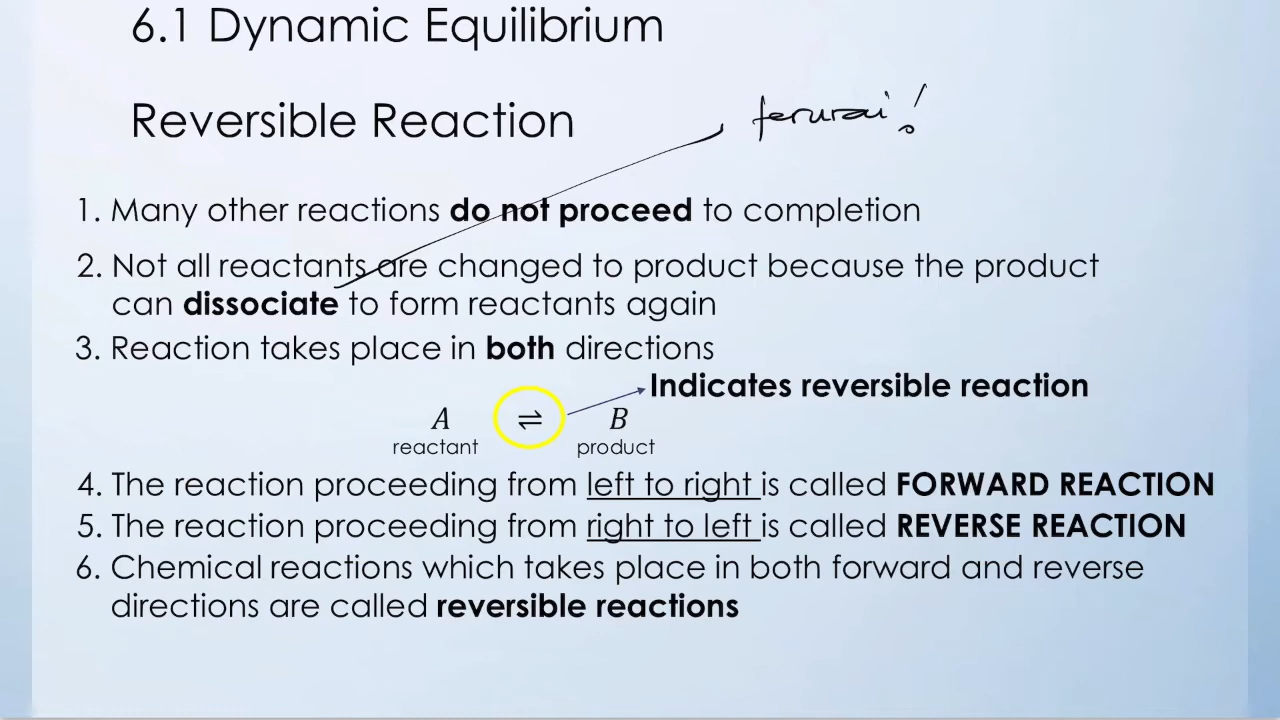 6.1 Dynamic Equilibrium
Reversible Reaction
terurai!
1. Many other reactions do not proceed to completion
2. Not all reactants are changed to product because the product
can dissociate to form reactants again
3. Reaction takes place in both directions
Indicates reversible reaction
A ⇌ B
reactant product
4. The reaction proceeding from left to right is called FORWARD REACTION
5. The reaction proceeding from right to left is called REVERSE REACTION
6. Chemical reactions which takes place in both forward and reverse
directions are called reversible reactions